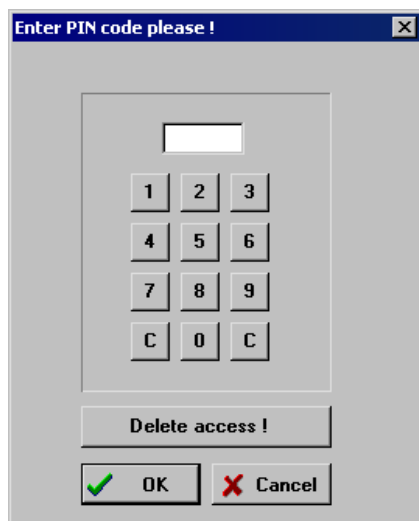 Enter PIN code please !
1 2 3
4 5 6
7 8 9
C 0 C
Delete access !
OK Cancel